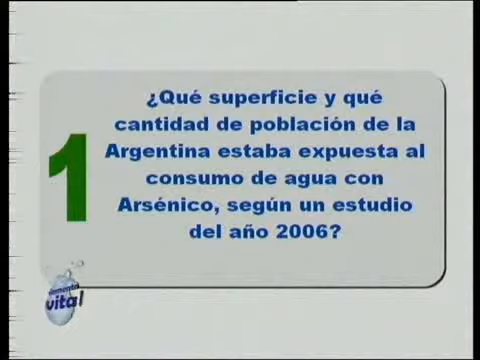 1
¿Qué superficie y qué
cantidad de población de la
Argentina estaba expuesta al
consumo de agua con
Arsénico, según un estudio
del año 2006?
elemento
vital